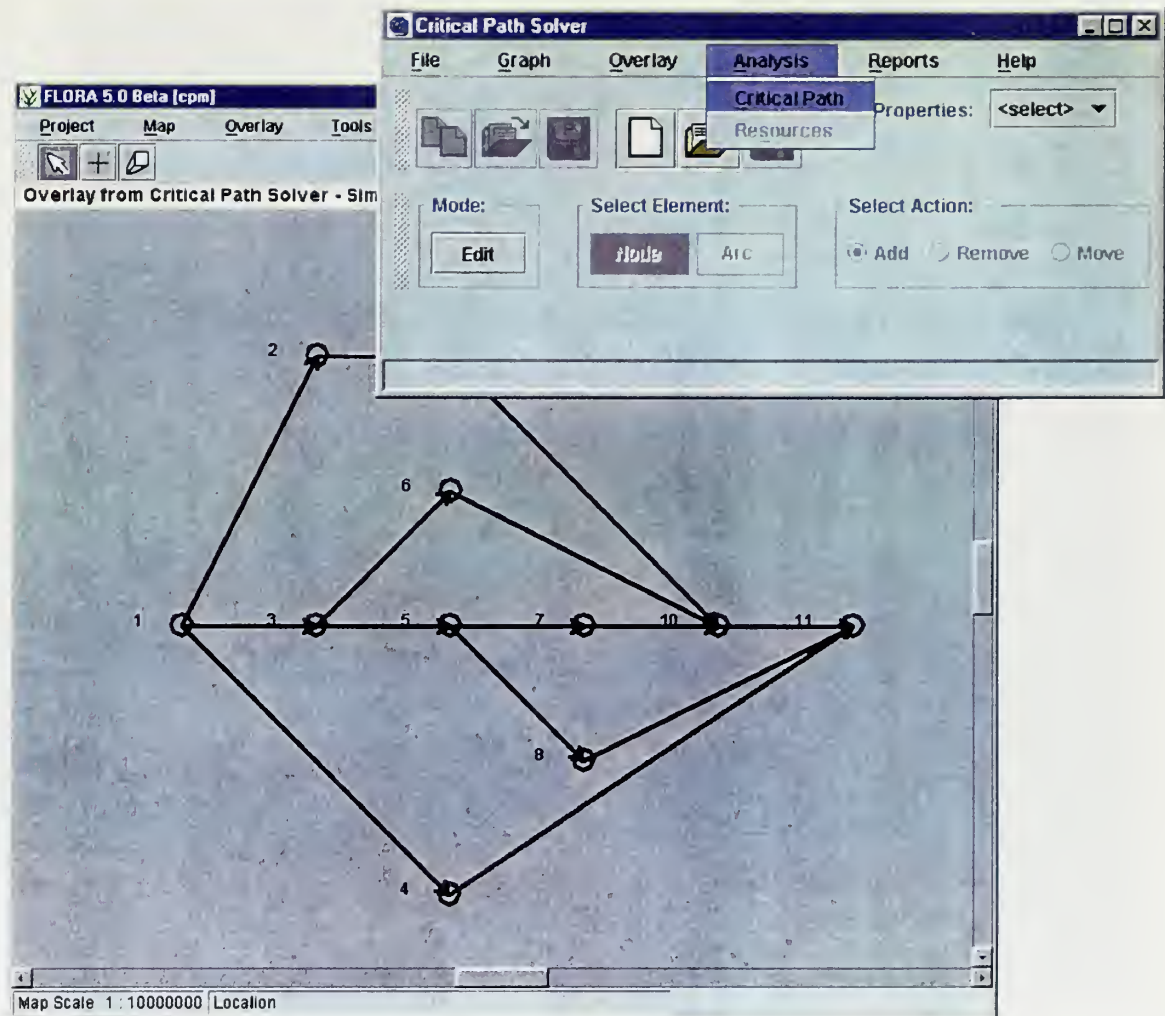 Critical Path Solver
File Graph Overlay Analysis Reports Help
Critical Path
Resources
Properties: <select>
Mode: Select Element: Select Action:
Edit Node Arc Add Remove Move
FLORA 5.0 Beta [cpm]
Project Map Overlay Tools
Overlay from Critical Path Solver - Sim
2
6
1 3 5 7 10 11
8
4
Map Scale 1 : 10000000 Location